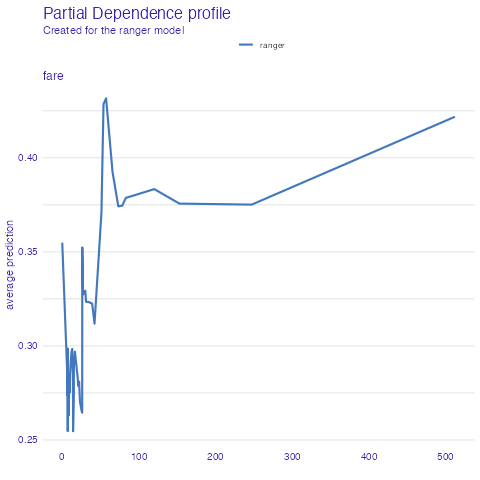 Partial Dependence profile
Created for the ranger model
ranger
fare
0.40
0.35
0.30
0.25
average prediction
0
100
200
300
400
500